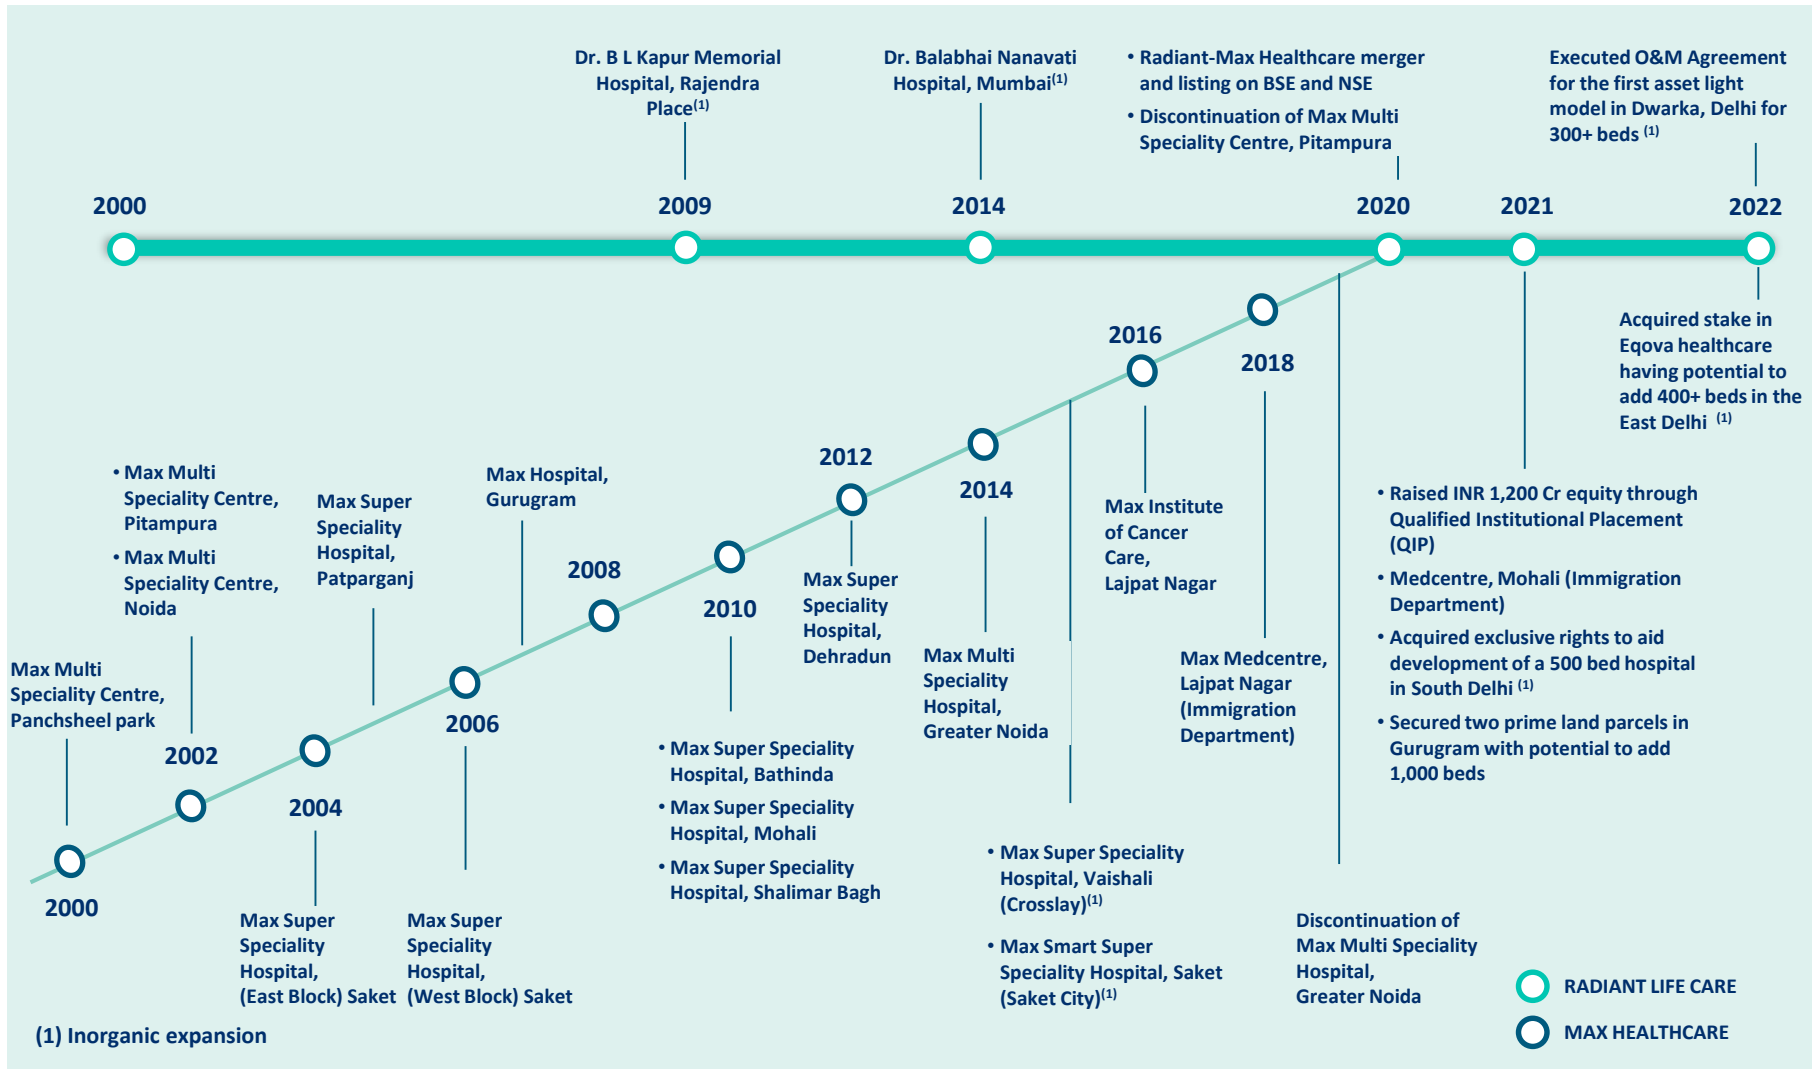 Dr. B L Kapur Memorial
Hospital, Rajendra
Place(1)
Dr. Balabhai Nanavati
Hospital, Mumbai(1)
• Radiant-Max Healthcare merger
and listing on BSE and NSE
• Discontinuation of Max Multi
Speciality Centre, Pitampura
Executed O&M Agreement
for the first asset light
model in Dwarka, Delhi for
300+ beds (1)
2000
2009
2014
2020
2021
2022
Acquired stake in
Eqova healthcare
having potential to
add 400+ beds in the
East Delhi (1)
2016
2018
2012
2014
2008
2010
2006
2002
2004
2000
• Max Multi
Speciality Centre,
Pitampura
• Max Multi
Speciality Centre,
Noida
Max Super
Speciality
Hospital,
Patparganj
Max Hospital,
Gurugram
Max Multi
Speciality Centre,
Panchsheel park
Max Super
Speciality
Hospital,
Dehradun
Max Multi
Speciality
Hospital,
Greater Noida
Max Institute
of Cancer
Care,
Lajpat Nagar
Max Medcentre,
Lajpat Nagar
(Immigration
Department)
• Raised INR 1,200 Cr equity through
Qualified Institutional Placement
(QIP)
• Medcentre, Mohali (Immigration
Department)
• Acquired exclusive rights to aid
development of a 500 bed hospital
in South Delhi (1)
• Secured two prime land parcels in
Gurugram with potential to add
1,000 beds
• Max Super Speciality
Hospital, Bathinda
• Max Super Speciality
Hospital, Mohali
• Max Super Speciality
Hospital, Shalimar Bagh
Max Super
Speciality
Hospital,
(East Block) Saket
Max Super
Speciality
Hospital,
(West Block) Saket
• Max Super Speciality
Hospital, Vaishali
(Crosslay)(1)
• Max Smart Super
Speciality Hospital, Saket
(Saket City)(1)
Discontinuation of
Max Multi Speciality
Hospital,
Greater Noida
RADIANT LIFE CARE
MAX HEALTHCARE
(1) Inorganic expansion